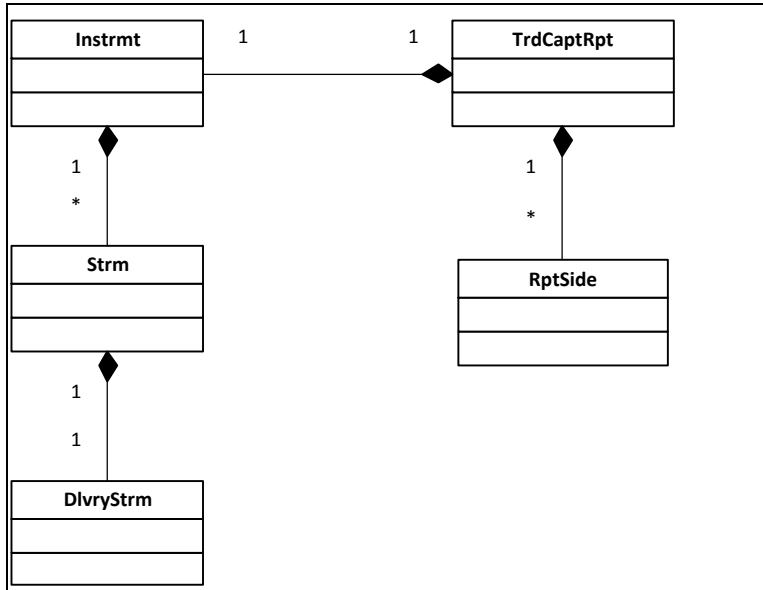 Instrmt 1 1 TrdCaptRpt
1 1
* *
Strm RptSide
1
1
DlvryStrm